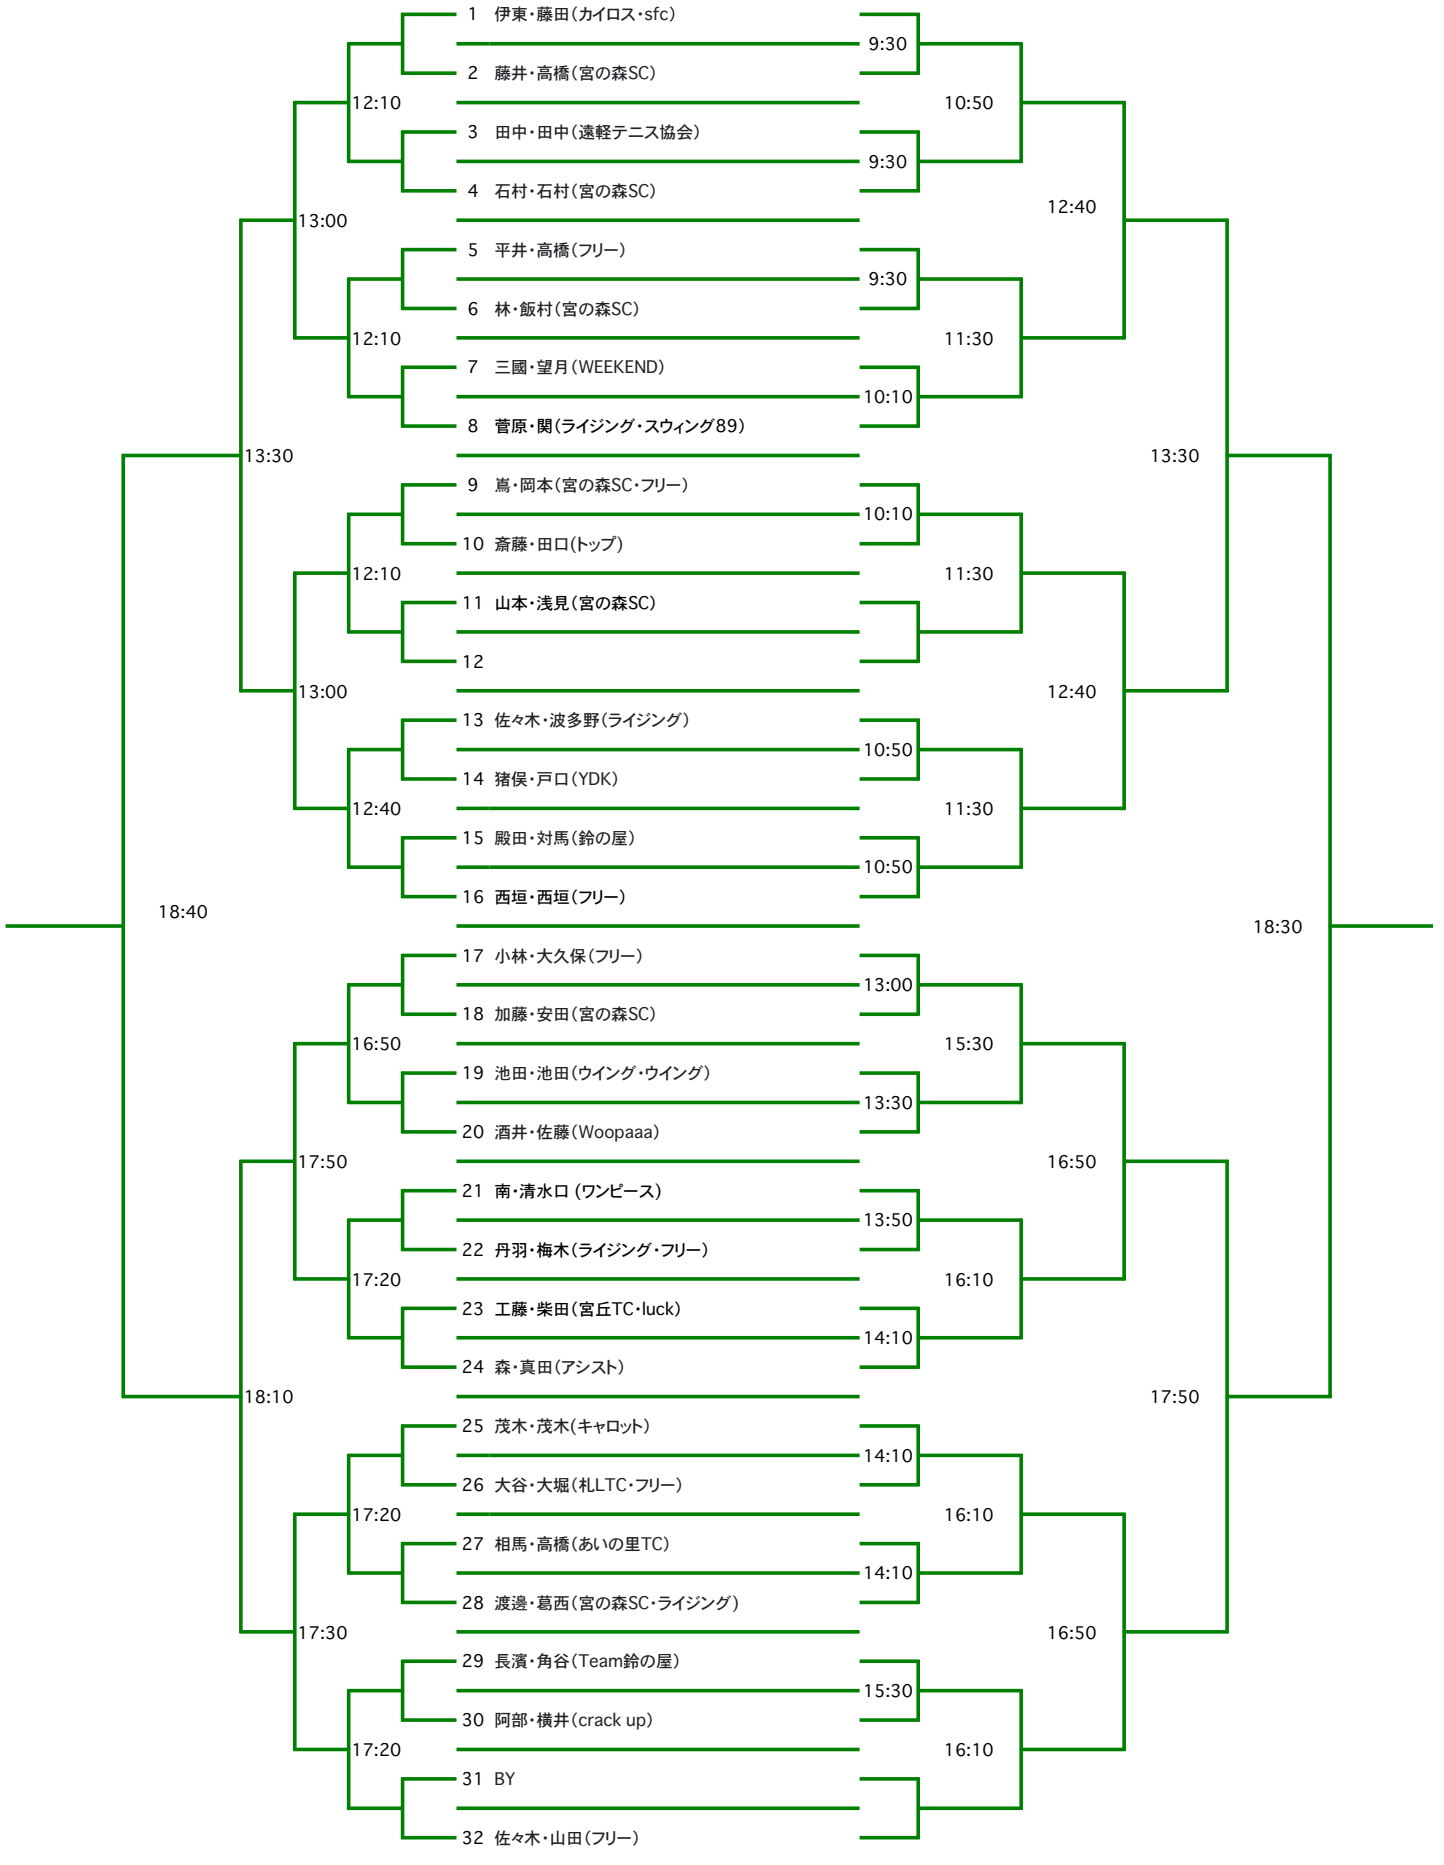 1 伊東・藤田(カイロス・sfc)
9:30
2 藤井・高橋(宮の森SC)
12:10 10:50
3 田中・田中(遠軽テニス協会)
9:30
4 石村・石村(宮の森SC)
12:40
13:00
5 平井・高橋(フリー)
9:30
6 林・飯村(宮の森SC)
12:10 11:30
7 三國・望月(WEEKEND)
10:10
8 菅原・関(ライジング・スウィング89)
13:30 13:30
9 嶌・岡本(宮の森SC・フリー)
10:10
10 斎藤・田口(トップ)
12:10 11:30
11 山本・浅見(宮の森SC)
12
13:00 12:40
13 佐々木・波多野(ライジング)
10:50
14 猪俣・戸口(YDK)
12:40 11:30
15 殿田・対馬(鈴の屋)
10:50
16 西垣・西垣(フリー)
18:40
18:30
17 小林・大久保(フリー)
13:00
18 加藤・安田(宮の森SC)
16:50 15:30
19 池田・池田(ウイング・ウイング)
13:30
20 酒井・佐藤(Woopaaa)
17:50 16:50
21 南・清水口 (ワンピース)
13:50
22 丹羽・梅木(ライジング・フリー)
17:20 16:10
23 工藤・柴田(宮丘TC・luck)
14:10
24 森・真田(アシスト)
18:10 17:50
25 茂木・茂木(キャロット)
14:10
26 大谷・大堀(札LTC・フリー)
17:20 16:10
27 相馬・高橋(あいの里TC)
14:10
28 渡邊・葛西(宮の森SC・ライジング)
17:30 16:50
29 長濱・角谷(Team鈴の屋)
15:30
30 阿部・横井(crack up)
17:20 16:10
31 BY
32 佐々木・山田(フリー)